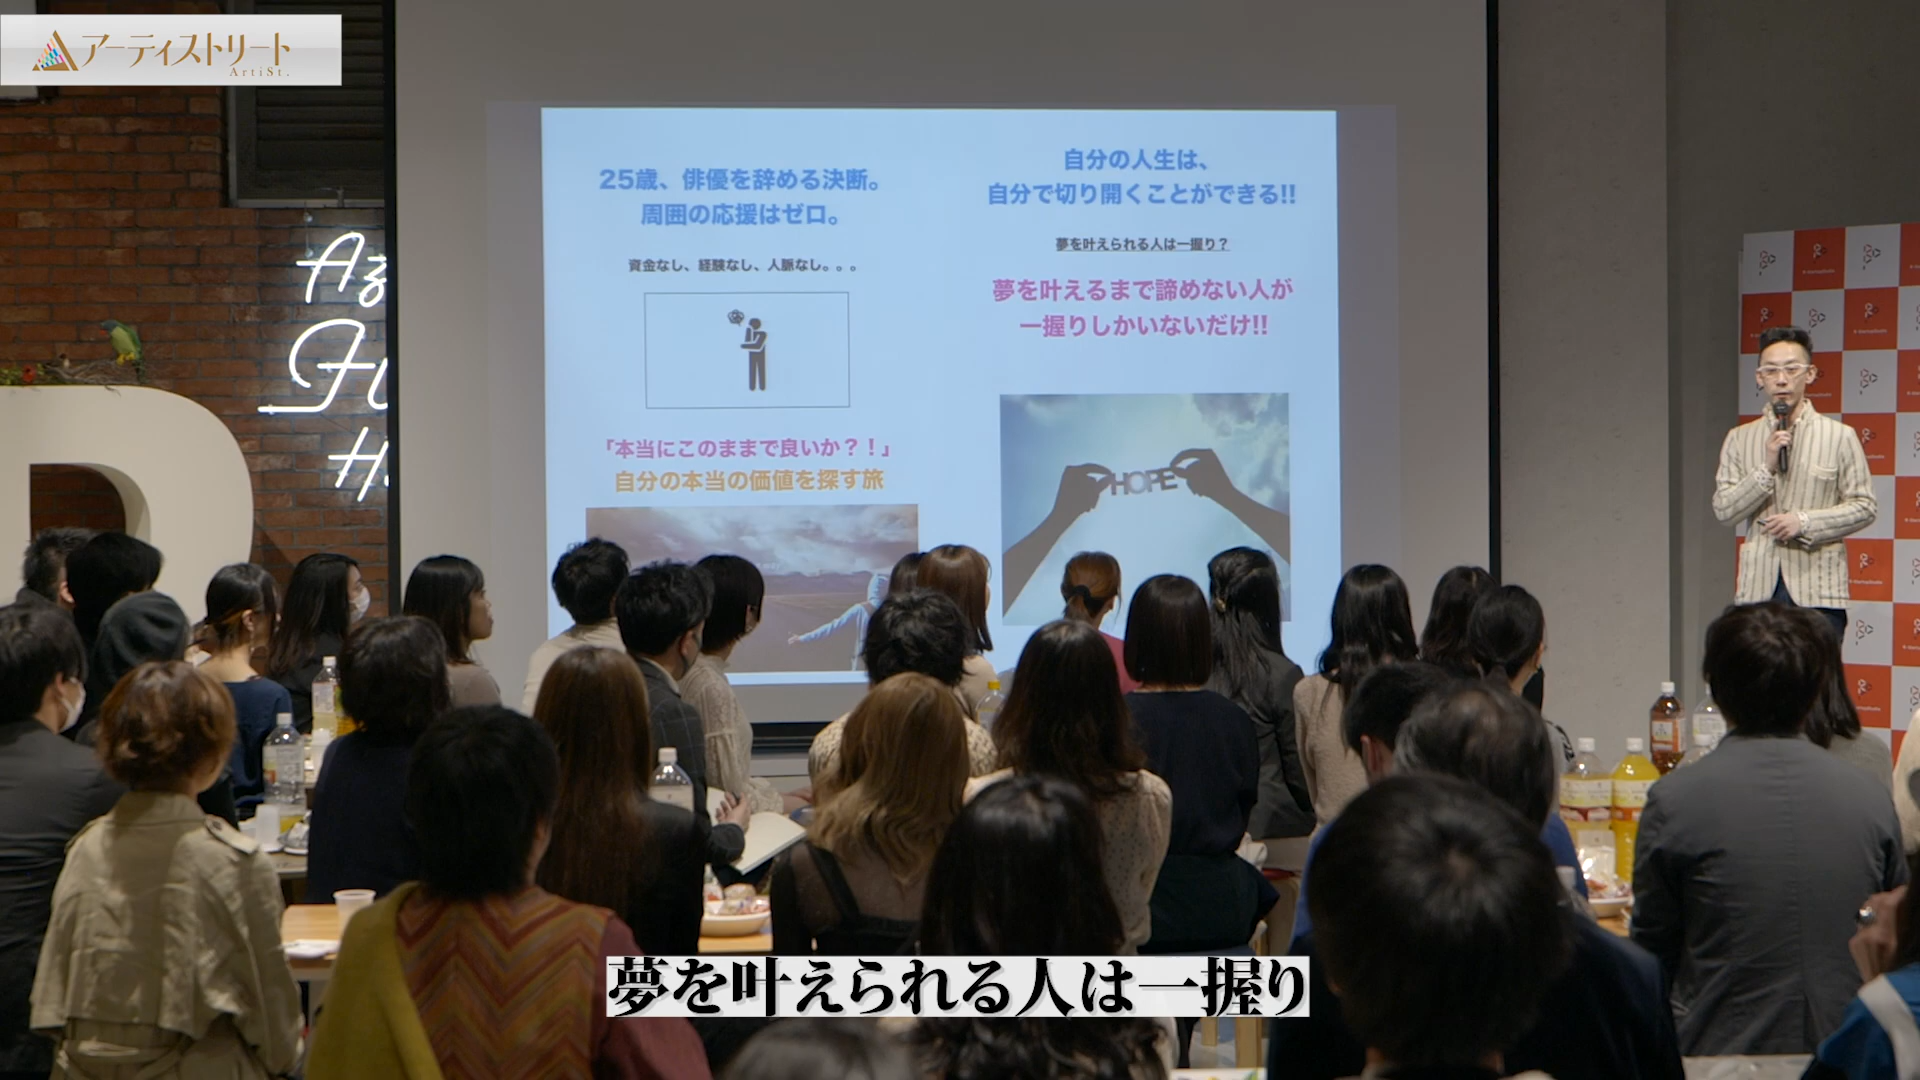 アーティストリート
ArtiSt.
25歳、俳優を辞める決断。
周囲の応援はゼロ。
資金なし、経験なし、人脈なし。。。
「本当にこのままで良いか？！」
自分の本当の価値を探す旅
自分の人生は、
自分で切り開くことができる!!
夢を叶えられる人は一握り？
夢を叶えるまで諦めない人が
一握りしかいないだけ!!
HOPE
夢を叶えられる人は一握り